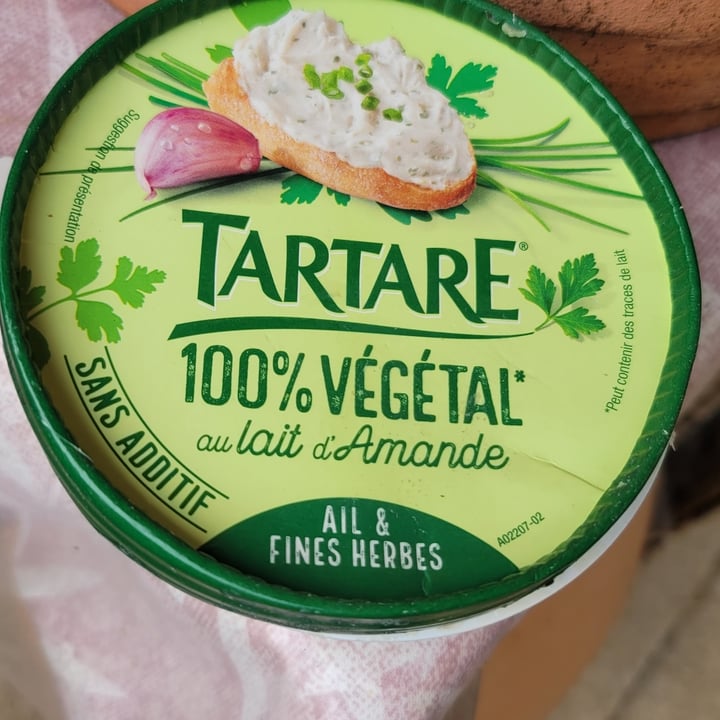 Suggestion de présentation
TARTARE®
100% VÉGÉTAL*
au lait d'Amande
SANS ADDITIF
AIL &
FINES HERBES
*Peut contenir des traces de lait
A02207-02